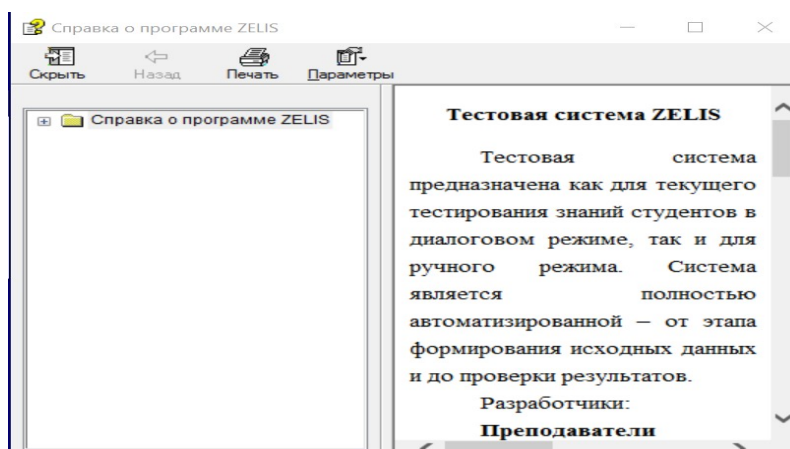 Справка о программе ZELIS
Скрыть Назад Печать Параметры
Справка о программе ZELIS
Тестовая система ZELIS
Тестовая система
предназначена как для текущего
тестирования знаний студентов в
диалоговом режиме, так и для
ручного режима. Система
является полностью
автоматизированной – от этапа
формирования исходных данных
и до проверки результатов.
Разработчики:
Преподаватели